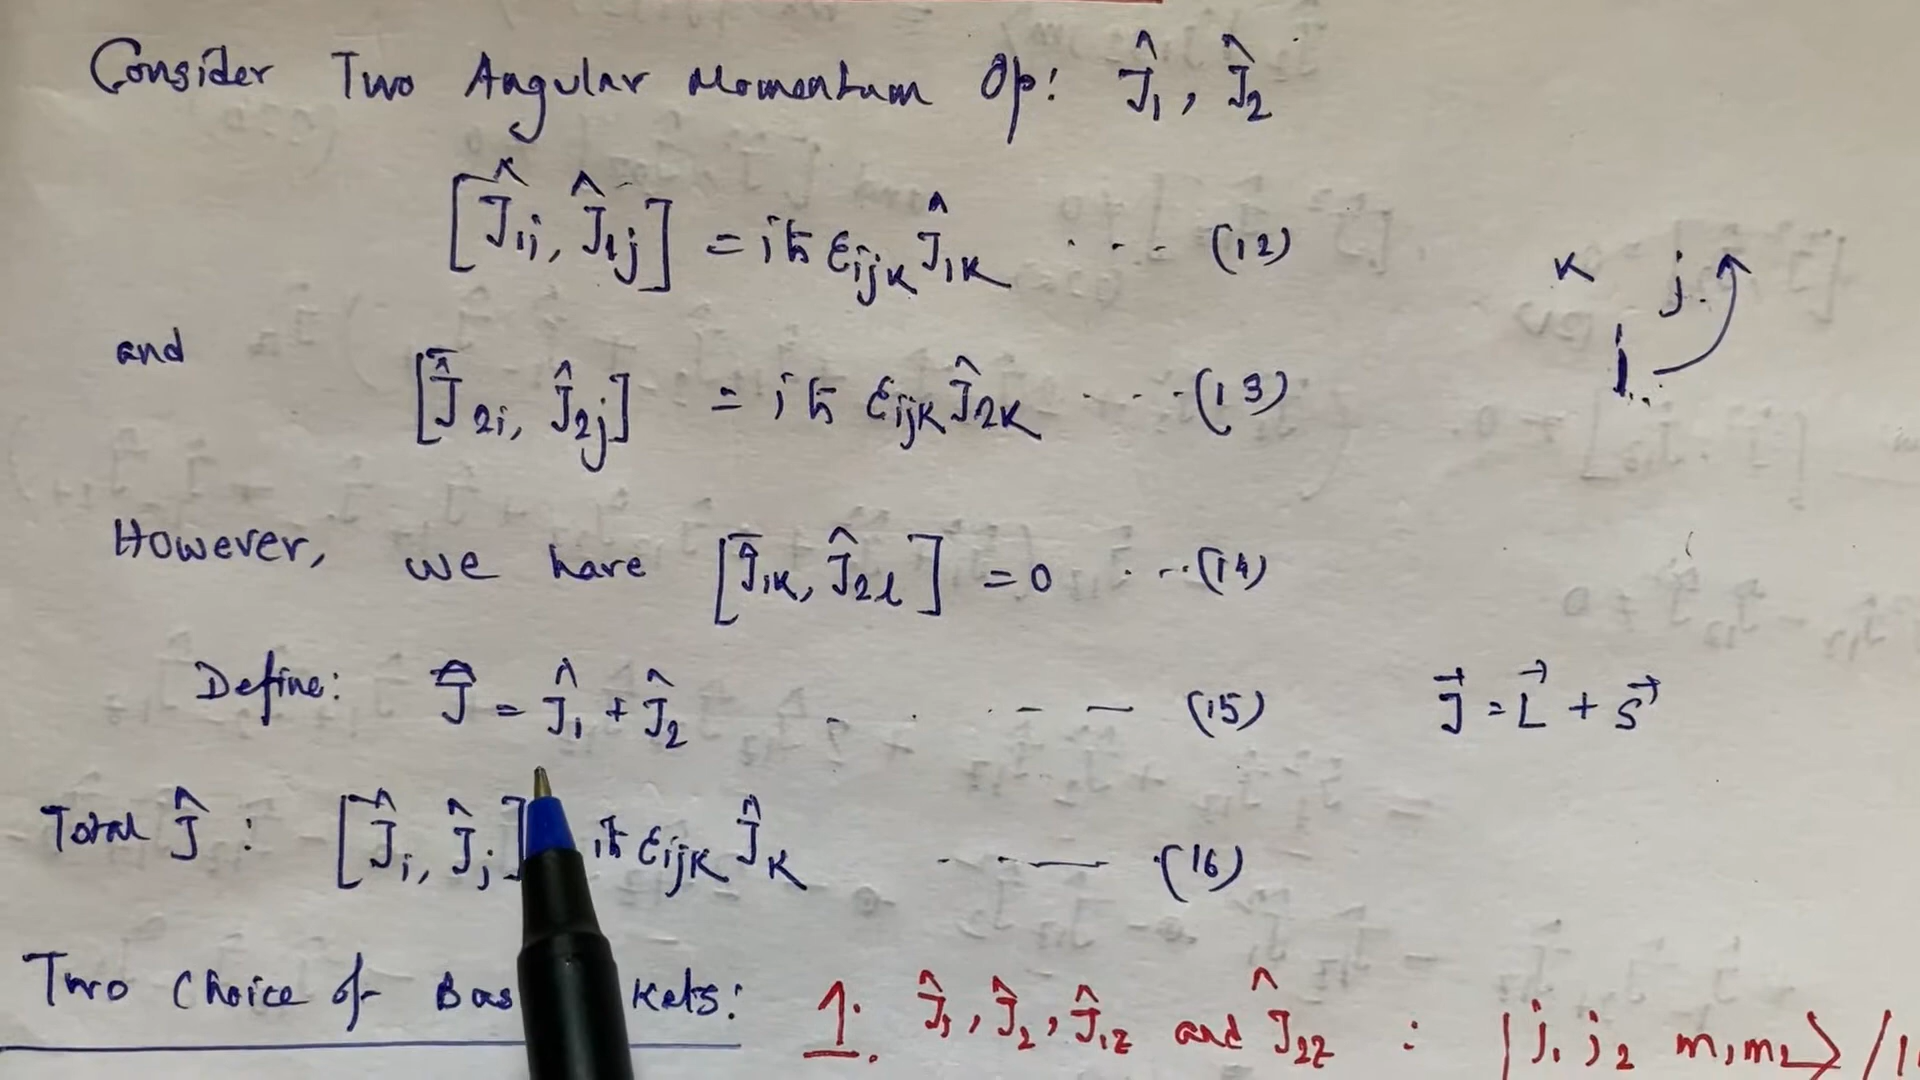 Consider Two Angular Momentum Op: Ĵ₁, Ĵ₂
[Ĵ₁ᵢ, Ĵ₁ⱼ] = iħ εᵢⱼₖ Ĵ₁ₖ ... (12)
k j
i
and [Ĵ₂ᵢ, Ĵ₂ⱼ] = iħ εᵢⱼₖ Ĵ₂ₖ ... (13)
However, we have [Ĵ₁ₖ, Ĵ₂ₗ] = 0 ... (14)
Define: Ĵ = Ĵ₁ + Ĵ₂ ... (15) J⃗ = L⃗ + S⃗
Total Ĵ : [Ĵᵢ, Ĵⱼ] iħ εᵢⱼₖ Ĵₖ ... (16)
Two Choice of Bas kets: 1. Ĵ₁, Ĵ₂, Ĵ₁z and Ĵ₂z : |j₁ j₂ m₁m₂⟩